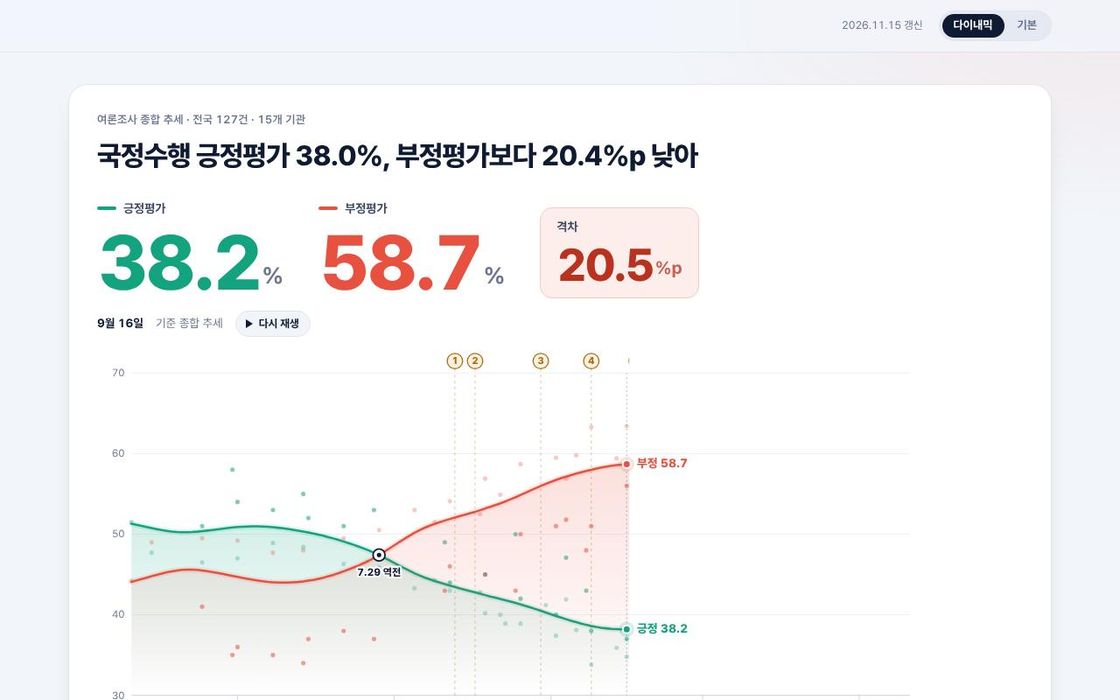 2026.11.15 갱신 다이내믹 기본
여론조사 종합 추세 · 전국 127건 · 15개 기관
국정수행 긍정평가 38.0%, 부정평가보다 20.4%p 낮아
긍정평가 부정평가 격차
38.2% 58.7% 20.5%p
9월 16일 기준 종합 추세 ▶ 다시 재생
1 2 3 4
70
60
부정 58.7
50
7.29 역전
40
긍정 38.2
30